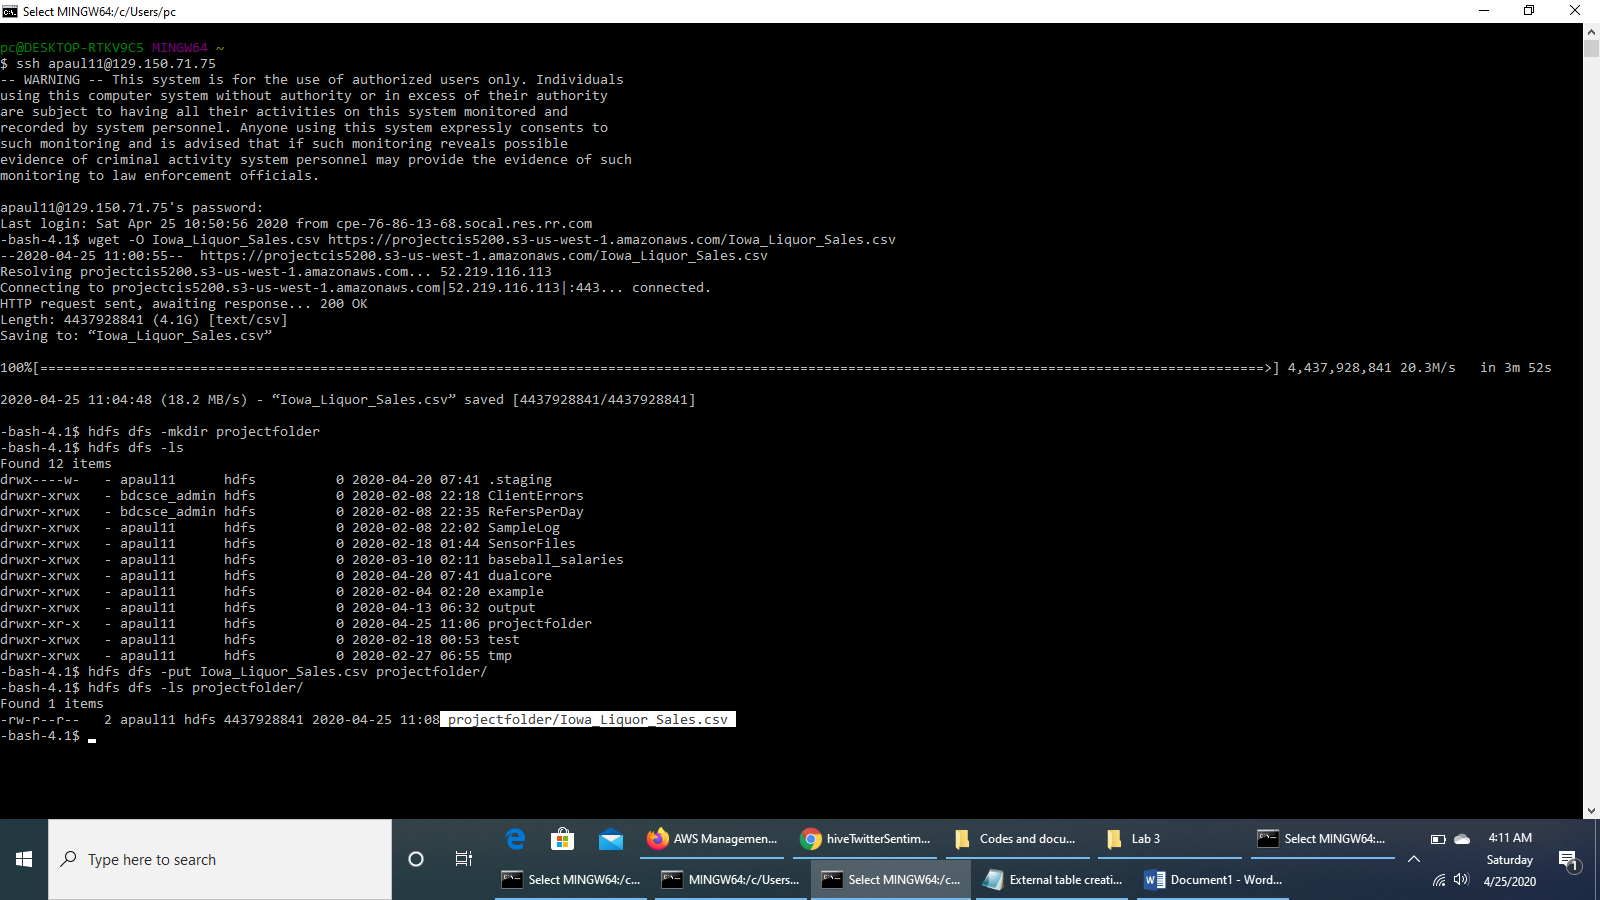 Select MINGW64:/c/Users/pc
pc@DESKTOP-RTKV9C5 MINGW64 ~
$ ssh apaul11@129.150.71.75
-- WARNING -- This system is for the use of authorized users only. Individuals
using this computer system without authority or in excess of their authority
are subject to having all their activities on this system monitored and
recorded by system personnel. Anyone using this system expressly consents to
such monitoring and is advised that if such monitoring reveals possible
evidence of criminal activity system personnel may provide the evidence of such
monitoring to law enforcement officials.
apaul11@129.150.71.75's password:
Last login: Sat Apr 25 10:50:56 2020 from cpe-76-86-13-68.socal.res.rr.com
-bash-4.1$ wget -O Iowa_Liquor_Sales.csv https://projectcis5200.s3-us-west-1.amazonaws.com/Iowa_Liquor_Sales.csv
--2020-04-25 11:00:55--  https://projectcis5200.s3-us-west-1.amazonaws.com/Iowa_Liquor_Sales.csv
Resolving projectcis5200.s3-us-west-1.amazonaws.com... 52.219.116.113
Connecting to projectcis5200.s3-us-west-1.amazonaws.com|52.219.116.113|:443... connected.
HTTP request sent, awaiting response... 200 OK
Length: 4437928841 (4.1G) [text/csv]
Saving to: “Iowa_Liquor_Sales.csv”
100%[=========================================================================================================================================================>] 4,437,928,841 20.3M/s   in 3m 52s
2020-04-25 11:04:48 (18.2 MB/s) - “Iowa_Liquor_Sales.csv” saved [4437928841/4437928841]
-bash-4.1$ hdfs dfs -mkdir projectfolder
-bash-4.1$ hdfs dfs -ls
Found 12 items
drwx----w-   - apaul11      hdfs          0 2020-04-20 07:41 .staging
drwxr-xrwx   - bdcsce_admin hdfs          0 2020-02-08 22:18 ClientErrors
drwxr-xrwx   - bdcsce_admin hdfs          0 2020-02-08 22:35 RefersPerDay
drwxr-xrwx   - apaul11      hdfs          0 2020-02-08 22:02 SampleLog
drwxr-xrwx   - apaul11      hdfs          0 2020-02-18 01:44 SensorFiles
drwxr-xrwx   - apaul11      hdfs          0 2020-03-10 02:11 baseball_salaries
drwxr-xrwx   - apaul11      hdfs          0 2020-04-20 07:41 dualcore
drwxr-xrwx   - apaul11      hdfs          0 2020-02-04 02:20 example
drwxr-xrwx   - apaul11      hdfs          0 2020-04-13 06:32 output
drwxr-xr-x   - apaul11      hdfs          0 2020-04-25 11:06 projectfolder
drwxr-xrwx   - apaul11      hdfs          0 2020-02-18 00:53 test
drwxr-xrwx   - apaul11      hdfs          0 2020-02-27 06:55 tmp
-bash-4.1$ hdfs dfs -put Iowa_Liquor_Sales.csv projectfolder/
-bash-4.1$ hdfs dfs -ls projectfolder/
Found 1 items
-rw-r--r--   2 apaul11 hdfs 4437928841 2020-04-25 11:08 projectfolder/Iowa_Liquor_Sales.csv
-bash-4.1$
Type here to search
AWS Managemen...
hiveTwitterSentim...
Codes and docu...
Lab 3
Select MINGW64:...
Select MINGW64:/c...
MINGW64:/c/Users...
Select MINGW64:/c...
External table creati...
Document1 - Word...
4:11 AM
Saturday
4/25/2020
1